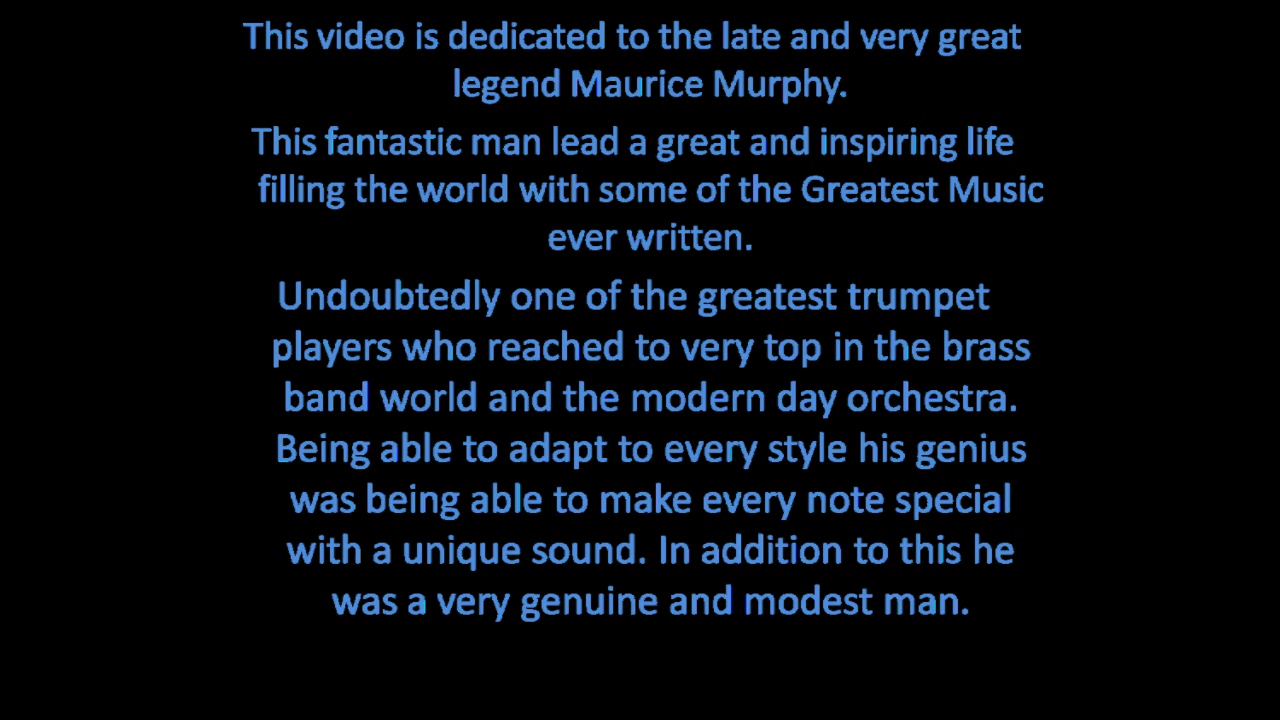 This video is dedicated to the late and very great
legend Maurice Murphy.
This fantastic man lead a great and inspiring life
filling the world with some of the Greatest Music
ever written.
Undoubtedly one of the greatest trumpet
players who reached to very top in the brass
band world and the modern day orchestra.
Being able to adapt to every style his genius
was being able to make every note special
with a unique sound. In addition to this he
was a very genuine and modest man.